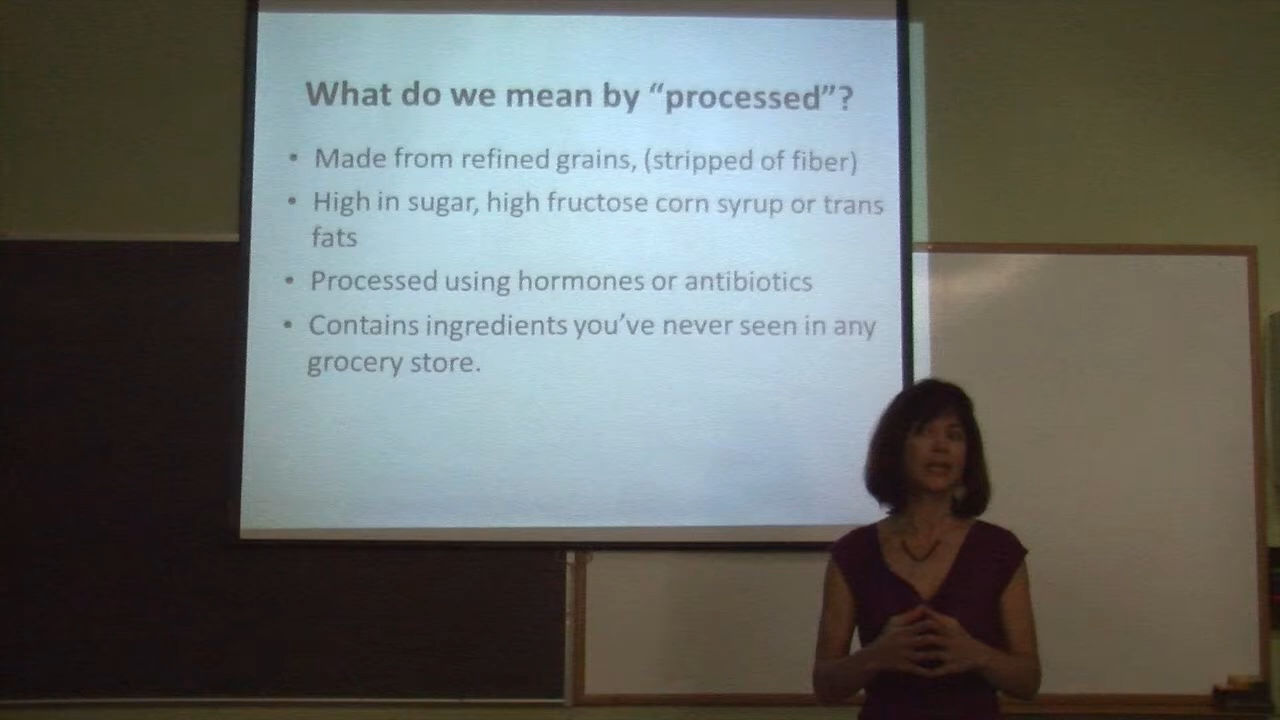 What do we mean by “processed”?
• Made from refined grains, (stripped of fiber)
• High in sugar, high fructose corn syrup or trans
fats
• Processed using hormones or antibiotics
• Contains ingredients you’ve never seen in any
grocery store.